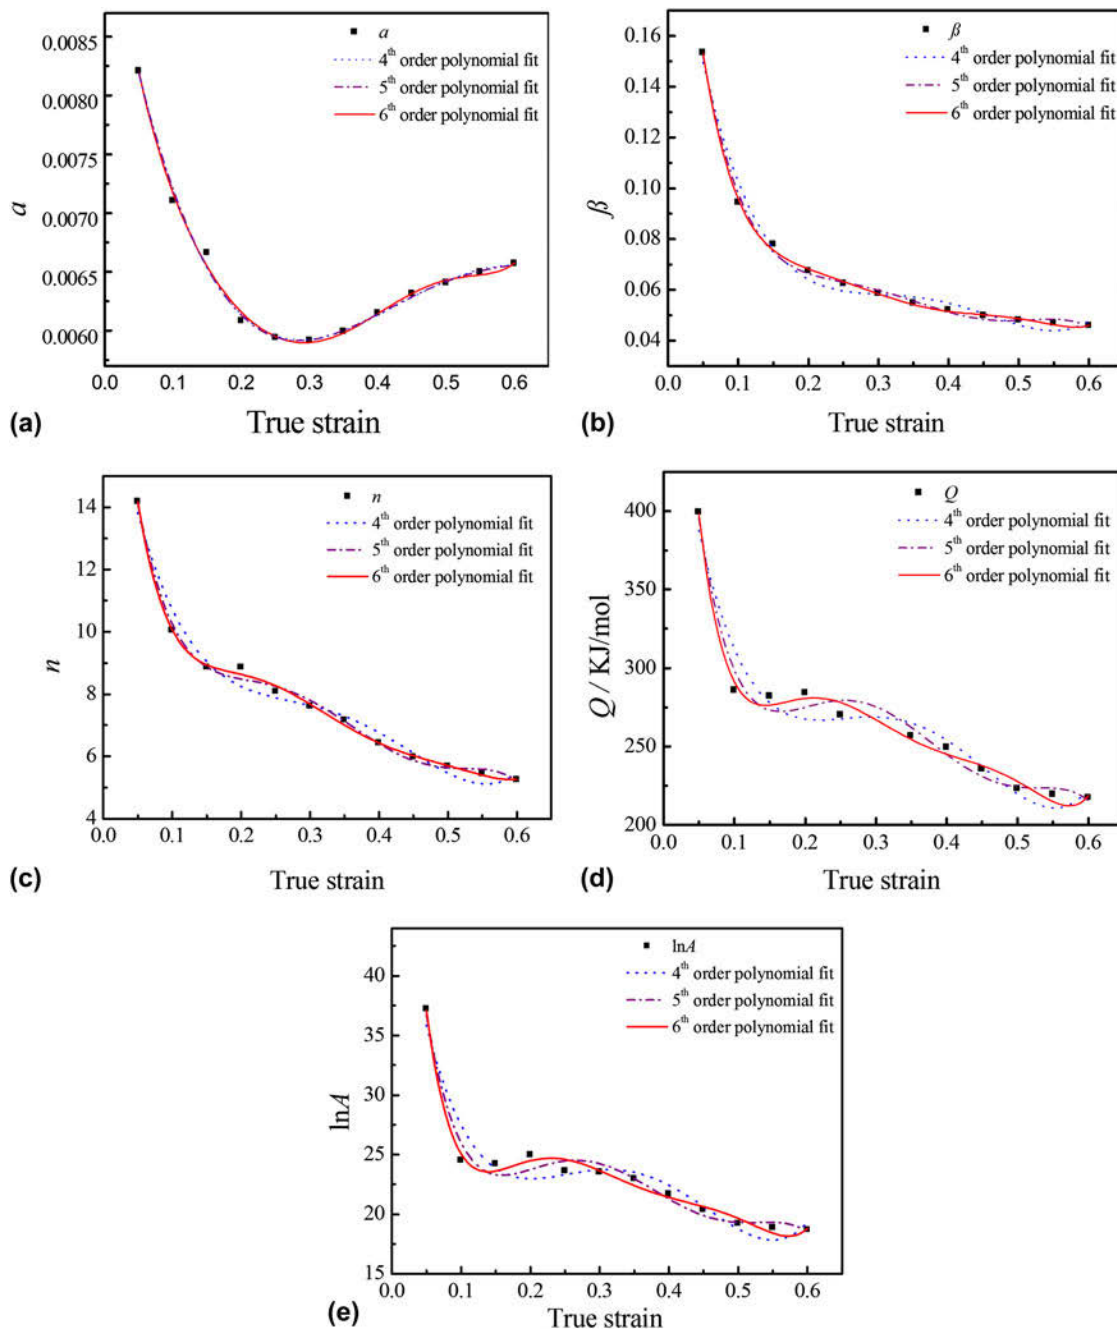 a
4th order polynomial fit
5th order polynomial fit
6th order polynomial fit
0.0085
0.0080
0.0075
0.0070
0.0065
0.0060
a
0.0 0.1 0.2 0.3 0.4 0.5 0.6
True strain
(a)
ß
4th order polynomial fit
5th order polynomial fit
6th order polynomial fit
0.16
0.14
0.12
0.10
0.08
0.06
0.04
ß
0.0 0.1 0.2 0.3 0.4 0.5 0.6
True strain
(b)
n
4th order polynomial fit
5th order polynomial fit
6th order polynomial fit
14
12
10
8
6
4
n
0.0 0.1 0.2 0.3 0.4 0.5 0.6
True strain
(c)
Q
4th order polynomial fit
5th order polynomial fit
6th order polynomial fit
400
350
300
250
200
Q / KJ/mol
0.0 0.1 0.2 0.3 0.4 0.5 0.6
True strain
(d)
lnA
4th order polynomial fit
5th order polynomial fit
6th order polynomial fit
40
35
30
25
20
15
lnA
0.0 0.1 0.2 0.3 0.4 0.5 0.6
True strain
(e)